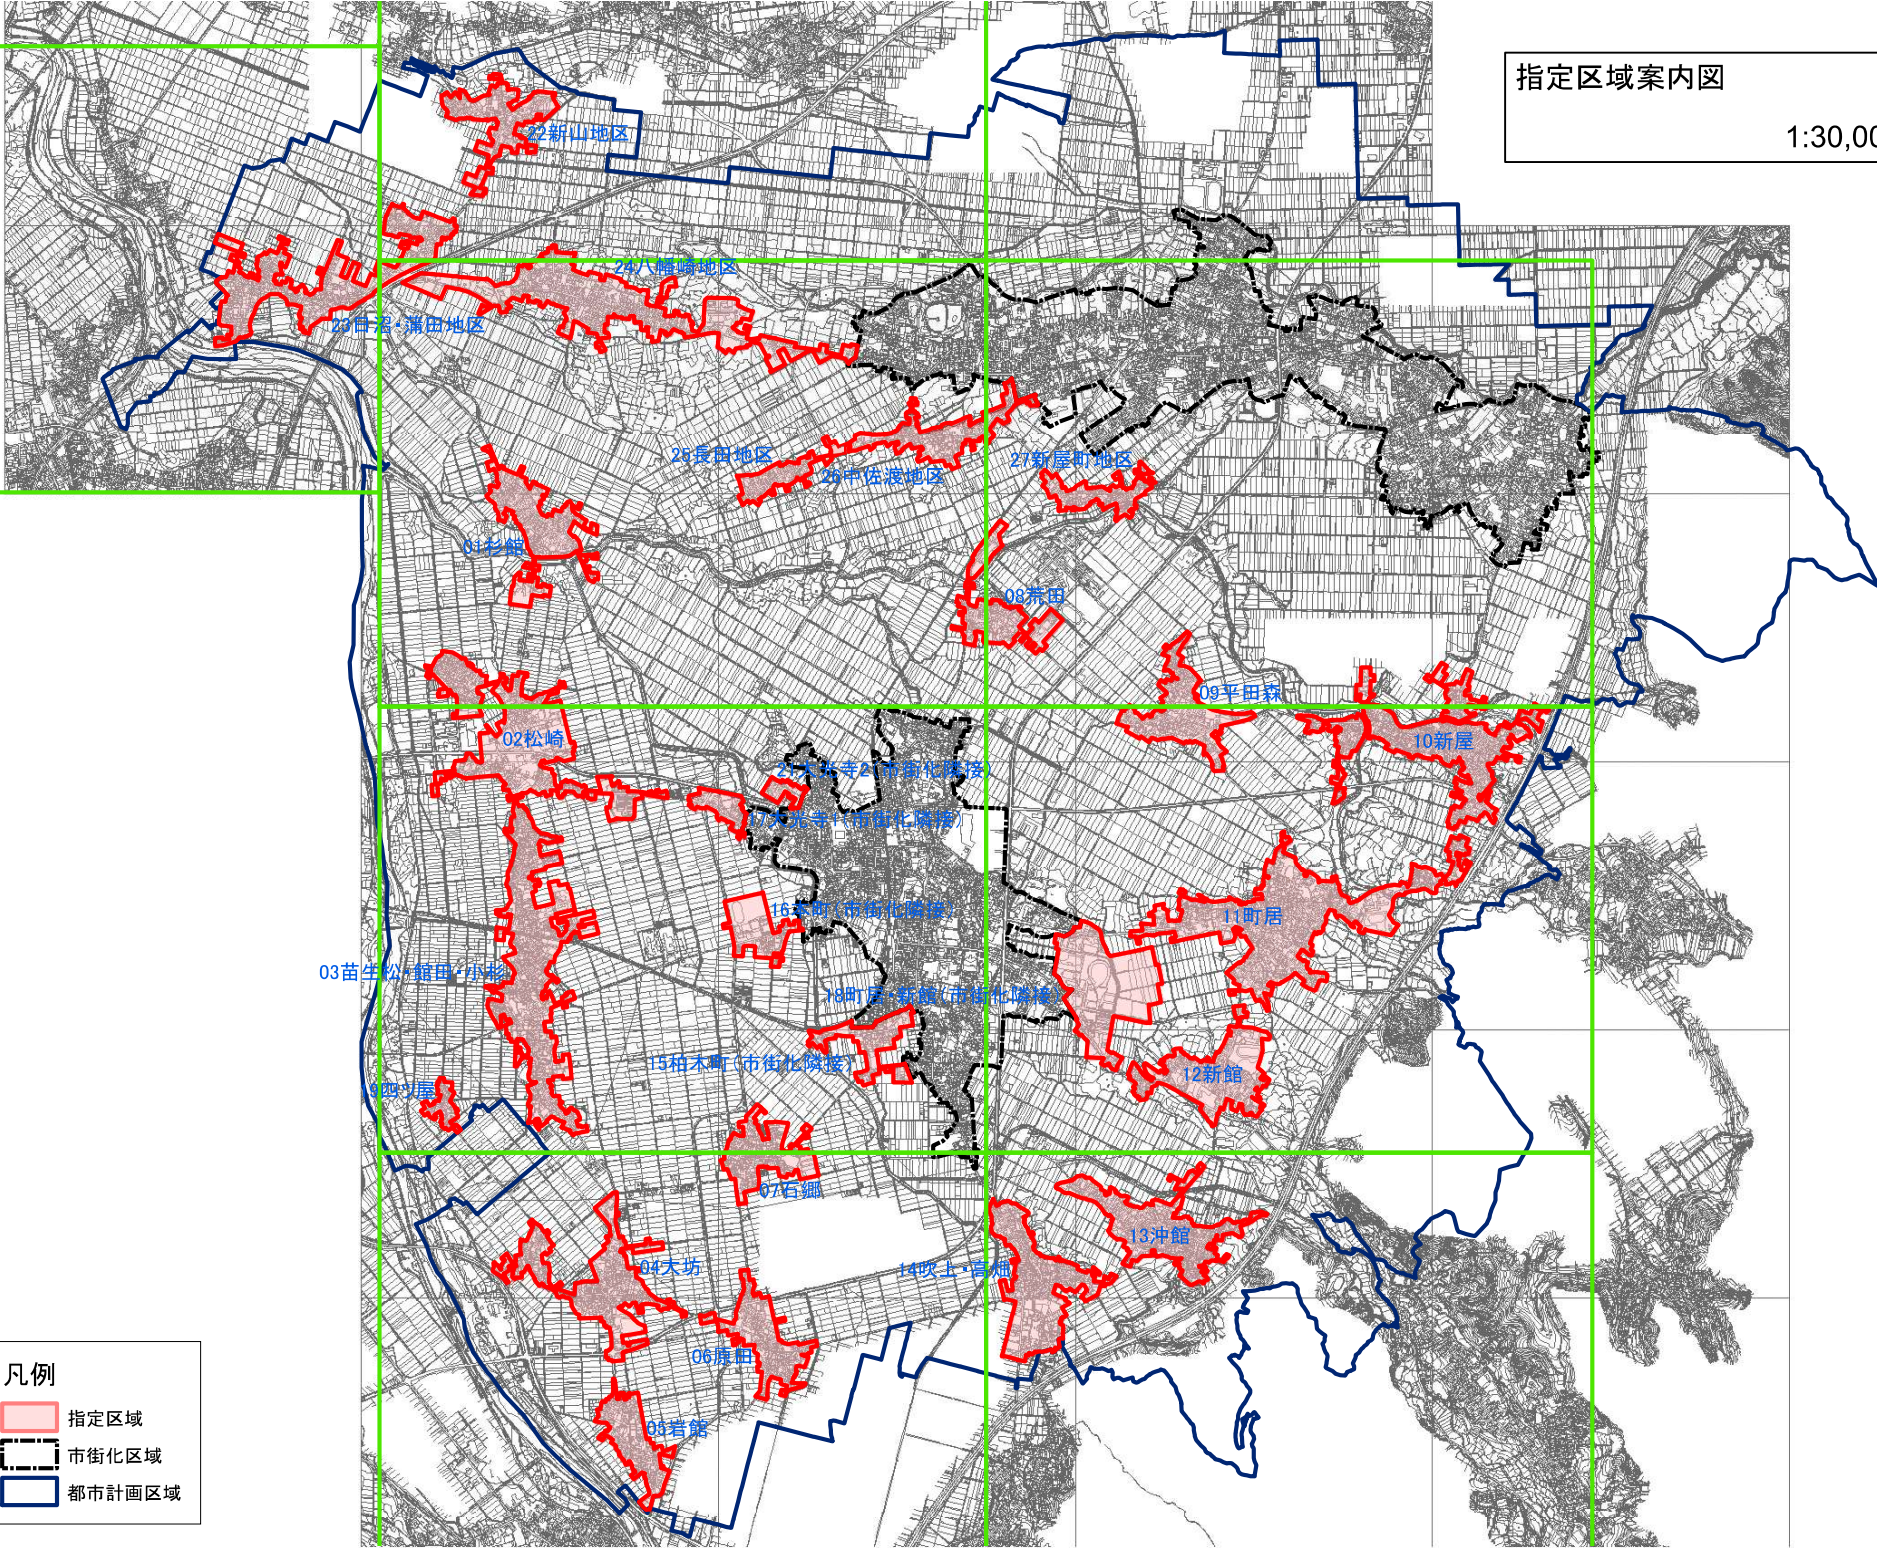 指定区域案内図
1:30,00
22新山地区
24八幡崎地区
23日沼・蒲田地区
25長田地区
26中佐渡地区
27新屋町地区
01杉館
08荒田
09平田森
02松崎
10新屋
21大光寺2(市街化隣接)
17大光寺1(市街化隣接)
16本町(市街化隣接)
11町居
03苗生松・館田・小杉
18町居・新館(市街化隣接)
15柏木町(市街化隣接)
12新館
19四ツ屋
07石郷
13沖館
04大坊
14吹上・高畑
06原田
05岩館
凡例
指定区域
市街化区域
都市計画区域